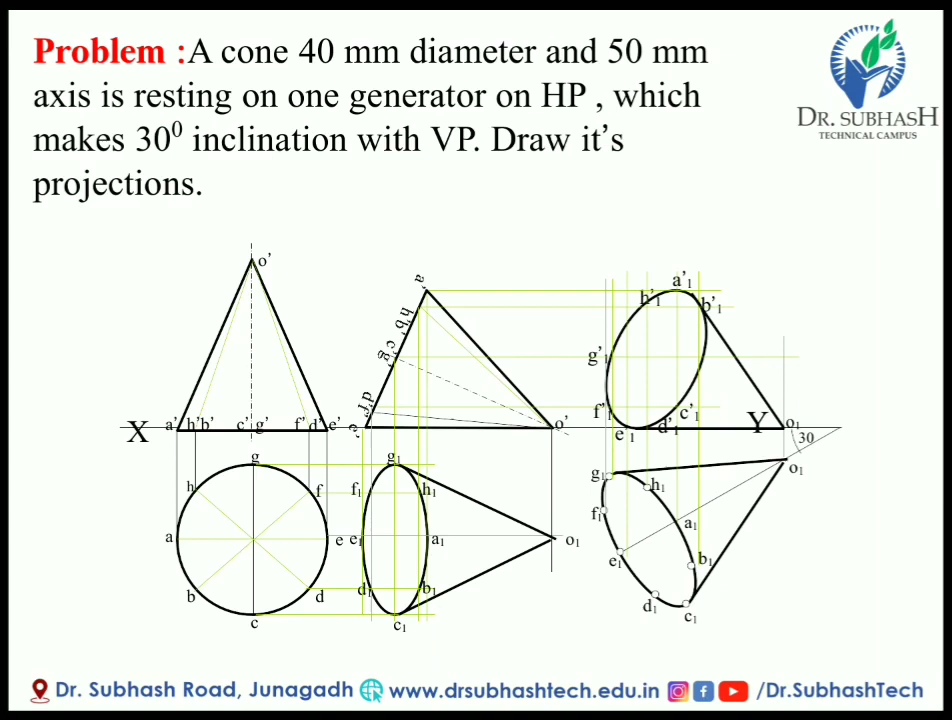 Problem :A cone 40 mm diameter and 50 mm
axis is resting on one generator on HP , which
makes 30⁰ inclination with VP. Draw it's
projections.
DR. SUBHASH
TECHNICAL CAMPUS
o'
a'
h'b'
c'g'
d'f'
e'
h'₁
a'₁
b'₁
g'₁
X a' h'b' c' g' f' d' e' o' f'₁ e'₁ d'₁ c'₁ Y o₁
30
g
h f
a e
b d
c
g₁
f₁ h₁
e₁ a₁ o₁
d₁ b₁
c₁
o₁
g₁ h₁
f₁ a₁
e₁ b₁
d₁ c₁
Dr. Subhash Road, Junagadh www.drsubhashtech.edu.in /Dr.SubhashTech